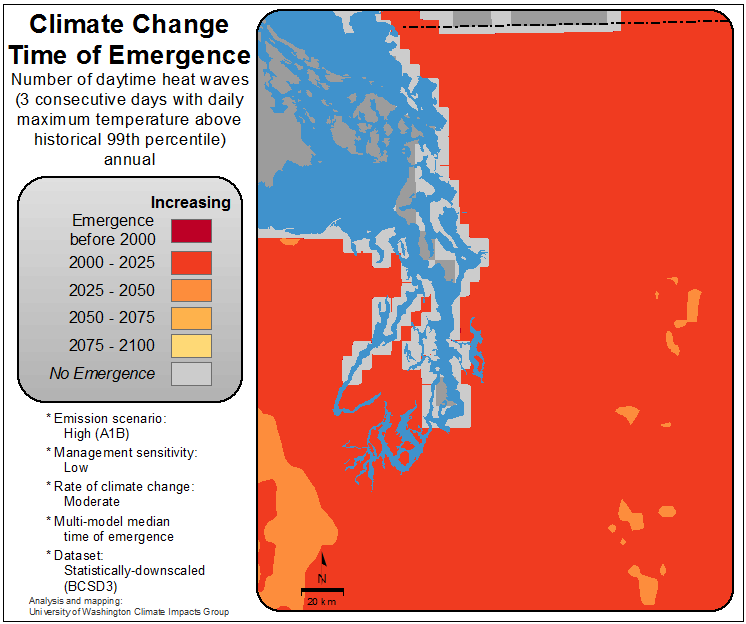 Climate Change
Time of Emergence
Number of daytime heat waves
(3 consecutive days with daily
maximum temperature above
historical 99th percentile)
annual
Increasing
Emergence
before 2000
2000 - 2025
2025 - 2050
2050 - 2075
2075 - 2100
No Emergence
* Emission scenario:
High (A1B)
* Management sensitivity:
Low
* Rate of climate change:
Moderate
* Multi-model median
time of emergence
* Dataset:
Statistically-downscaled
(BCSD3)
Analysis and mapping:
University of Washington Climate Impacts Group
N
20 km